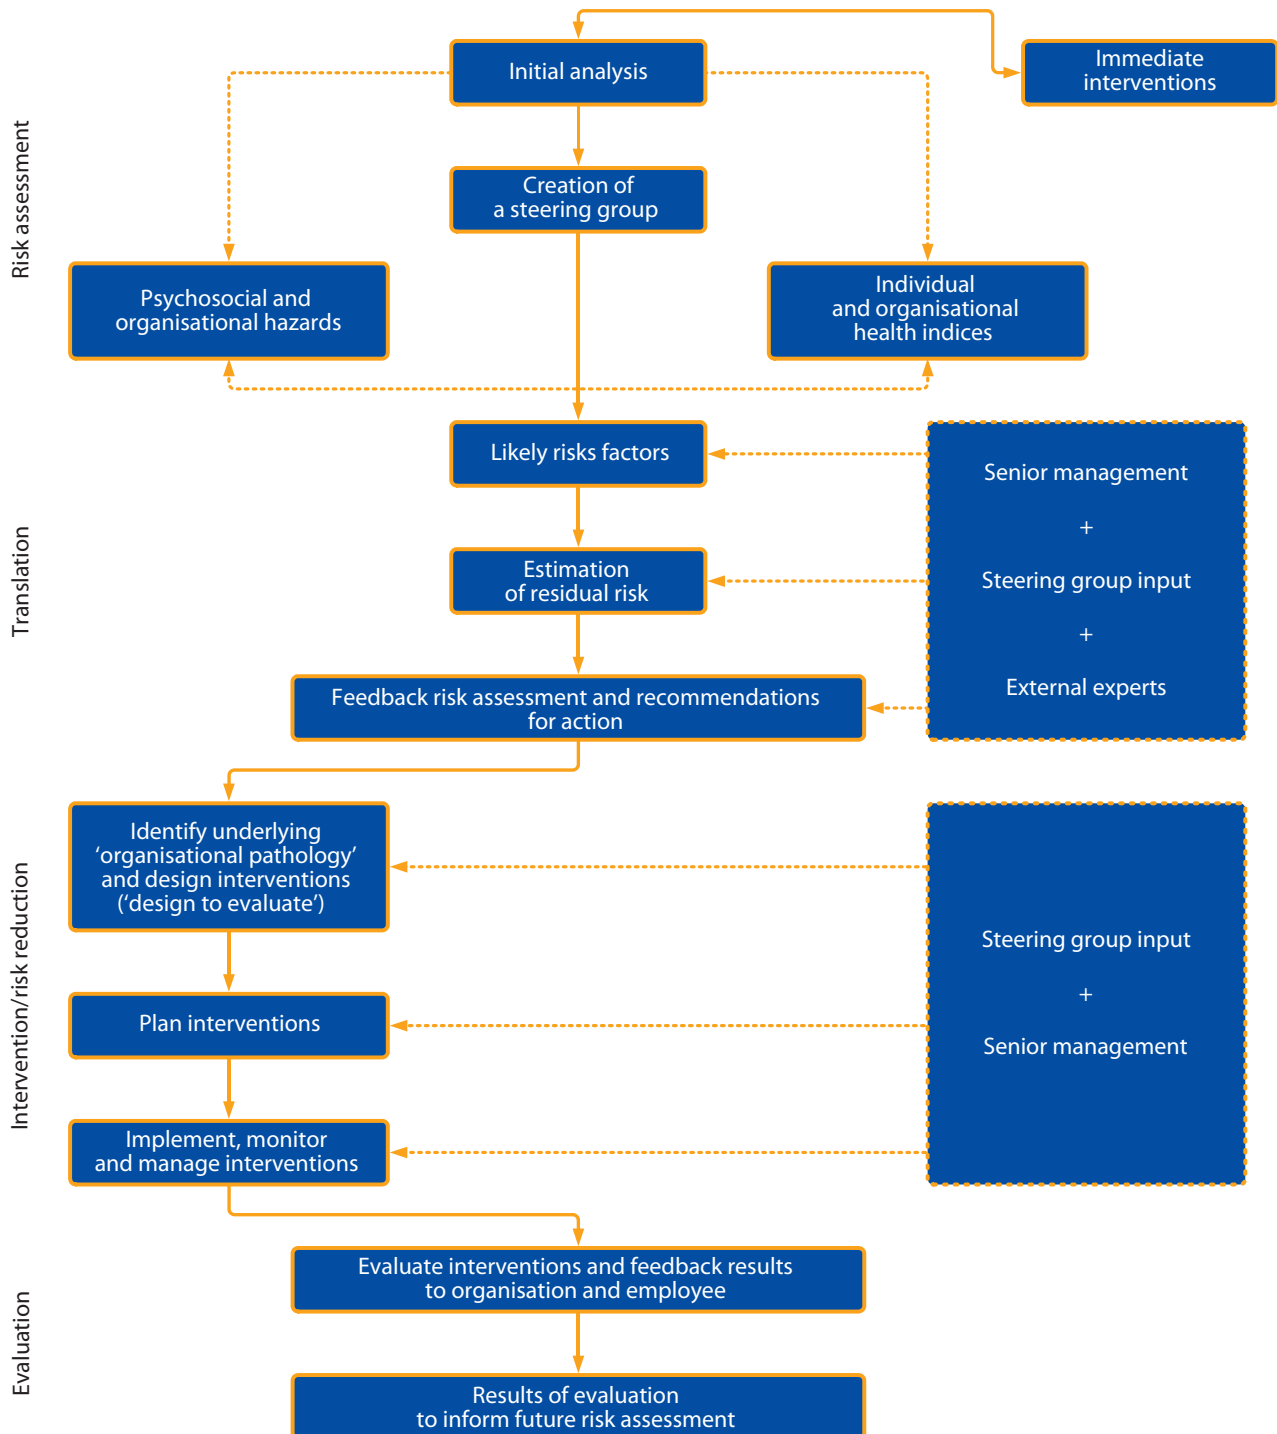 Initial analysis
Immediate
interventions
Risk assessment
Creation of
a steering group
Psychosocial and
organisational hazards
Individual
and organisational
health indices
Translation
Likely risks factors
Estimation
of residual risk
Feedback risk assessment and recommendations
for action
Senior management
+
Steering group input
+
External experts
Intervention/risk reduction
Identify underlying
‘organisational pathology’
and design interventions
(‘design to evaluate’)
Plan interventions
Implement, monitor
and manage interventions
Steering group input
+
Senior management
Evaluation
Evaluate interventions and feedback results
to organisation and employee
Results of evaluation
to inform future risk assessment